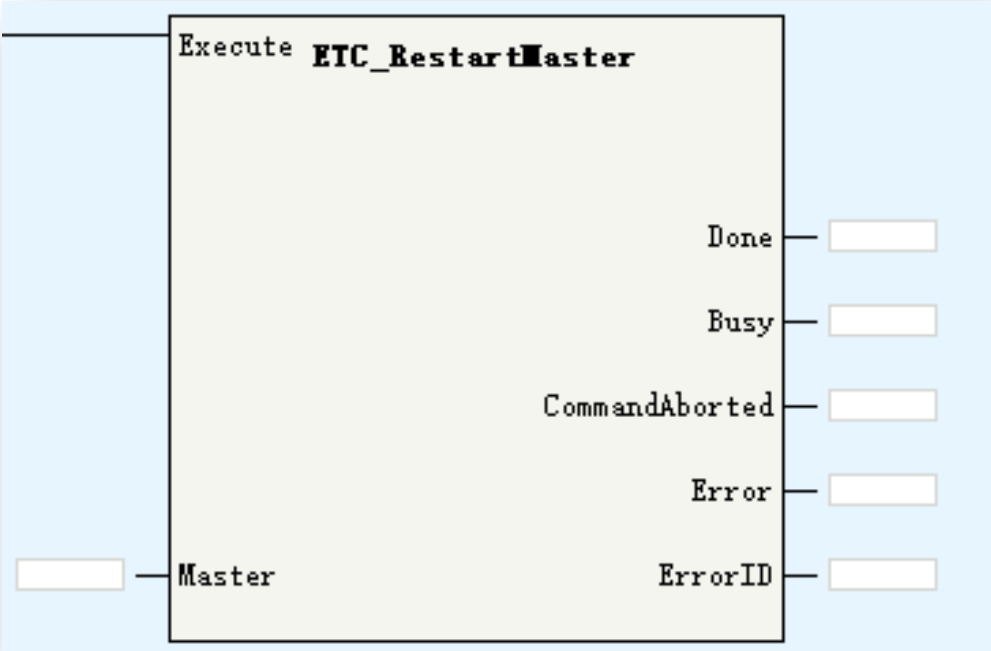 Execute ETC_RestartMaster
Done
Busy
CommandAborted
Error
Master ErrorID